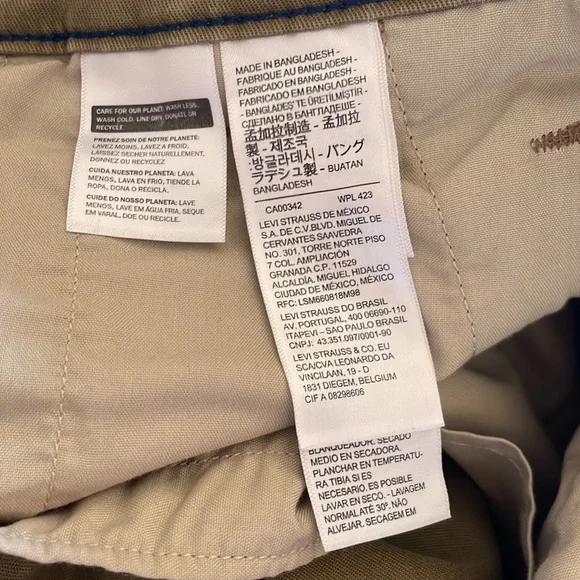 CARE FOR OUR PLANET: WASH LESS,
WASH COLD, LINE DRY, DONATE OR
RECYCLE.
PRENEZ SOIN DE NOTRE PLANÈTE:
LAVEZ MOINS, LAVEZ A FROID,
LAISSEZ SECHER NATURELLEMENT,
DONNEZ OU RECYCLEZ
CUIDA NUESTRO PLANETA: LAVA
MENOS, LAVA EN FRIO, TIENDE LA
ROPA, DONA O RECICLA.
CUIDE DO NOSSO PLANETA: LAVE
MENOS, LAVE EM ÁGUA FRIA, SEQUE
EM VARAL, DOE OU RECICLE.
MADE IN BANGLADESH -
FABRIQUE AU BANGLADESH -
FABRICADO EN BANGLADESH -
FABRICADO EM BANGLADESH
- BANGLADEŞ'TE ÜRETİLMİŞTİR -
СДЕЛАНО В БАНГЛАДЕШЕ -
孟加拉制造 - 孟加拉
製 - 제조국
:방글라데시 - バング
ラデシュ製 - BUATAN
BANGLADESH
CA00342 WPL 423
LEVI STRAUSS DE MÉXICO
S.A. DE C.V.BLVD. MIGUEL DE
CERVANTES SAAVEDRA
NO. 301, TORRE NORTE PISO
7 COL. AMPLIACIÓN
GRANADA C.P. 11529
ALCALDÍA. MIGUEL HIDALGO
CIUDAD DE MÉXICO, MÉXICO
RFC: LSM660818M98
LEVI STRAUSS DO BRASIL
AV. PORTUGAL, 400 06690-110
ITAPEVI – SAO PAULO BRASIL
CNPJ: 43.351.097/0001-90
LEVI STRAUSS & CO. EU
SCA/CVA LEONARDO DA
VINCILAAN, 19 - D
1831 DIEGEM, BELGIUM
CIF A 08298606
BLANQUEADOR. SECADO
MEDIO EN SECADORA.
PLANCHAR EN TEMPERATU-
RA TIBIA SI ES
NECESARIO. ES POSIBLE
LAVAR EN SECO. - LAVAGEM
NORMAL ATÉ 30º. NÃO
ALVEJAR. SECAGEM EM